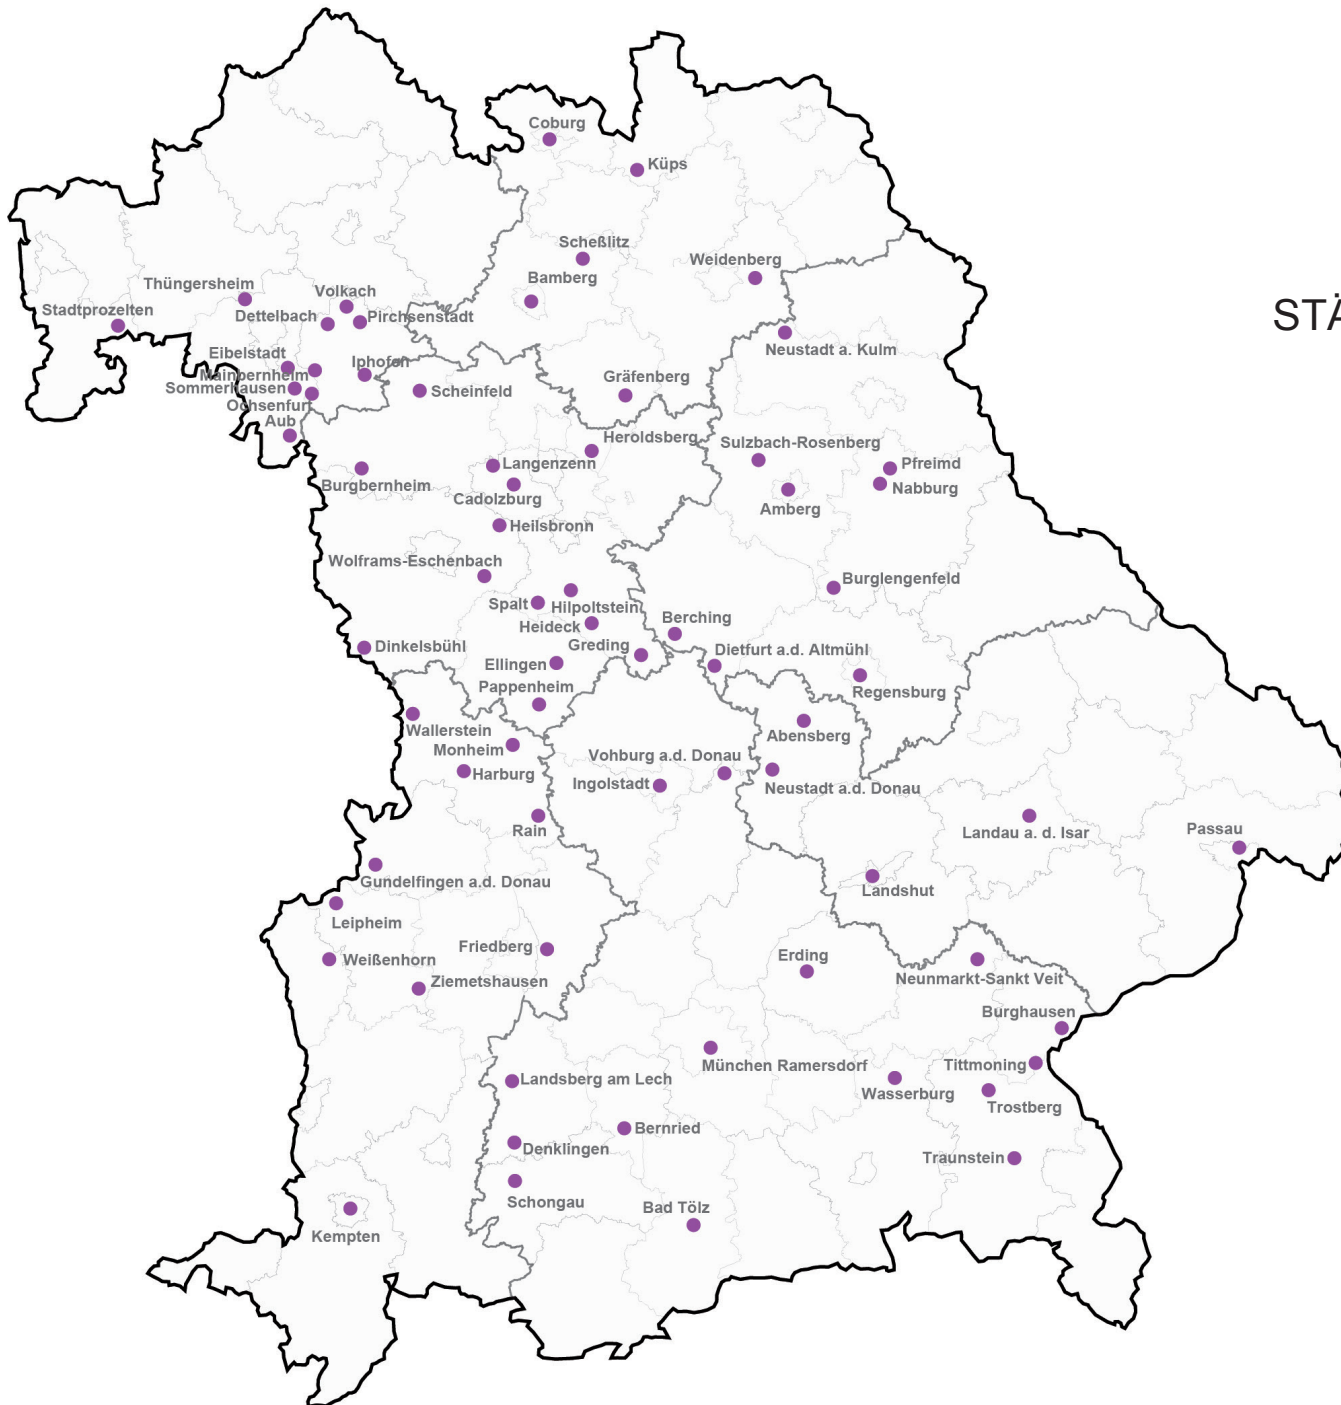 Coburg
Küps
Scheßlitz
Weidenberg
Bamberg
Thüngersheim
Volkach
Stadtprozelten
Dettelbach
Pirchsenstadt
STÄ
Neustadt a. Kulm
Eibelstadt
Iphofen
Mainbernheim
Gräfenberg
Sommerhausen
Scheinfeld
Ochsenfurt
Aub
Heroldsberg
Sulzbach-Rosenberg
Langenzenn
Pfreimd
Burgbernheim
Nabburg
Cadolzburg
Amberg
Heilsbronn
Wolframs-Eschenbach
Burglengenfeld
Spalt
Hilpoltstein
Berching
Heideck
Dinkelsbühl
Greding
Dietfurt a.d. Altmühl
Ellingen
Pappenheim
Regensburg
Wallerstein
Abensberg
Monheim
Vohburg a.d. Donau
Harburg
Ingolstadt
Neustadt a.d. Donau
Rain
Landau a. d. Isar
Passau
Gundelfingen a.d. Donau
Landshut
Leipheim
Friedberg
Erding
Weißenhorn
Neunmarkt-Sankt Veit
Ziemetshausen
Burghausen
München Ramersdorf
Tittmoning
Landsberg am Lech
Wasserburg
Trostberg
Bernried
Denklingen
Traunstein
Schongau
Bad Tölz
Kempten